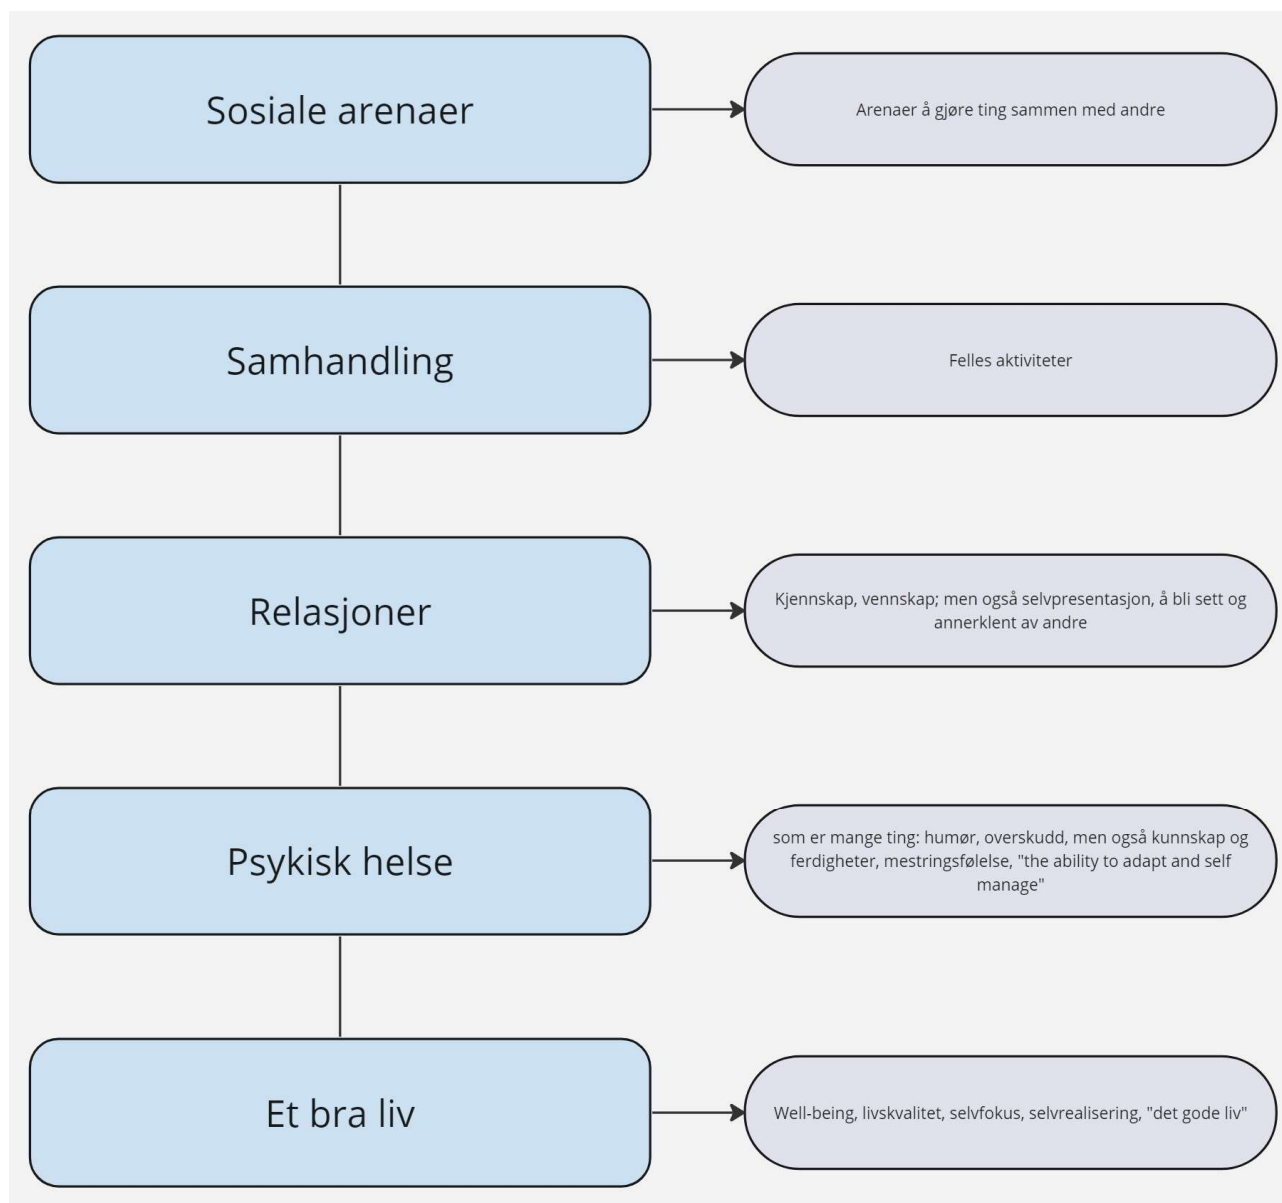 Sosiale arenaer
Arenaer å gjøre ting sammen med andre
Samhandling
Felles aktiviteter
Relasjoner
Kjennskap, vennskap; men også selvpresentasjon, å bli sett og
annerklent av andre
Psykisk helse
som er mange ting: humør, overskudd, men også kunnskap og
ferdigheter, mestringsfølelse, "the ability to adapt and self
manage"
Et bra liv
Well-being, livskvalitet, selvfokus, selvrealisering, "det gode liv"